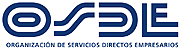 OSDE
ORGANIZACIÓN DE SERVICIOS DIRECTOS EMPRESARIOS